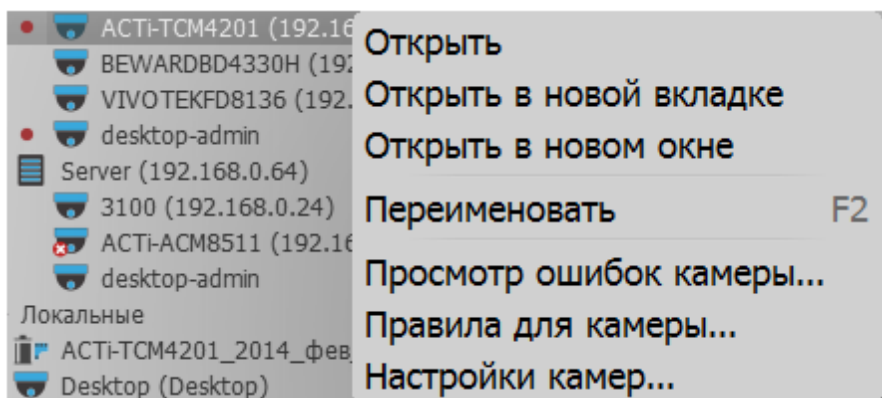 ACTi-TCM4201 (192.16
BEWARDBD4330H (192
VIVOTEKFD8136 (192.
desktop-admin
Server (192.168.0.64)
3100 (192.168.0.24)
ACTi-ACM8511 (192.16
desktop-admin
Локальные
ACTi-TCM4201_2014_фев
Desktop (Desktop)
Открыть
Открыть в новой вкладке
Открыть в новом окне
Переименовать F2
Просмотр ошибок камеры...
Правила для камеры...
Настройки камер...